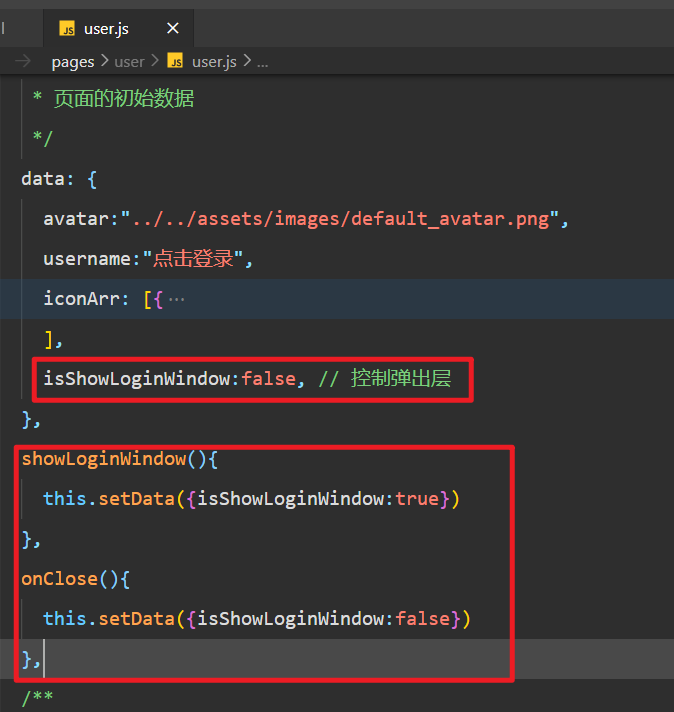 JS user.js ×
pages > user > JS user.js > ...
* 页面的初始数据
*/
data: {
avatar:"../../assets/images/default_avatar.png",
username:"点击登录",
iconArr: [{ ···
],
isShowLoginWindow:false, // 控制弹出层
},
showLoginWindow(){
this.setData({isShowLoginWindow:true})
},
onClose(){
this.setData({isShowLoginWindow:false})
},
/**